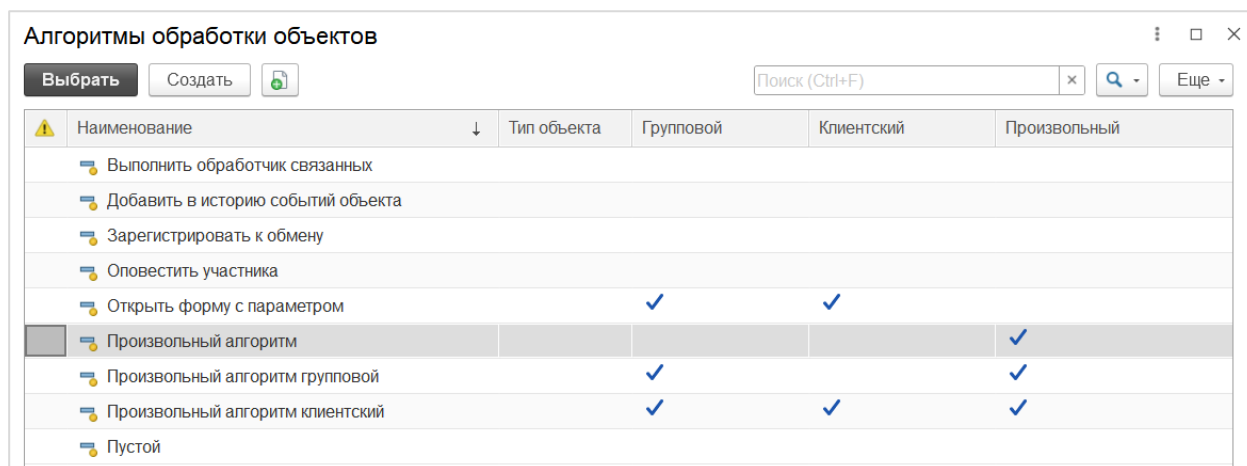 Алгоритмы обработки объектов
Выбрать Создать Поиск (Ctrl+F) Еще
Наименование Тип объекта Групповой Клиентский Произвольный
Выполнить обработчик связанных
Добавить в историю событий объекта
Зарегистрировать к обмену
Оповестить участника
Открыть форму с параметром
Произвольный алгоритм
Произвольный алгоритм групповой
Произвольный алгоритм клиентский
Пустой